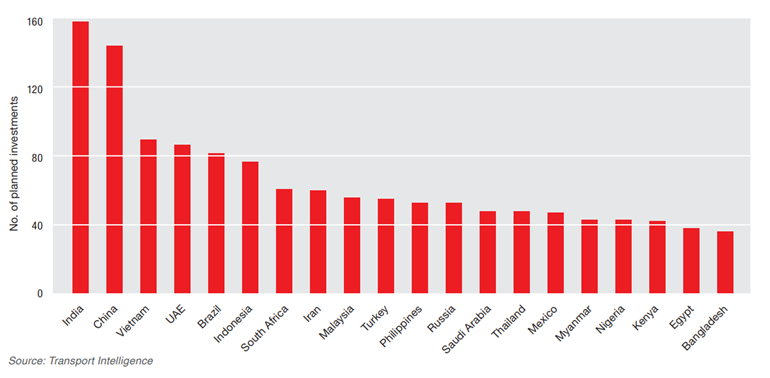 160
120
80
40
0
No. of planned investments
India
China
Vietnam
UAE
Brazil
Indonesia
South Africa
Iran
Malaysia
Turkey
Philippines
Russia
Saudi Arabia
Thailand
Mexico
Myanmar
Nigeria
Kenya
Egypt
Bangladesh
Source: Transport Intelligence